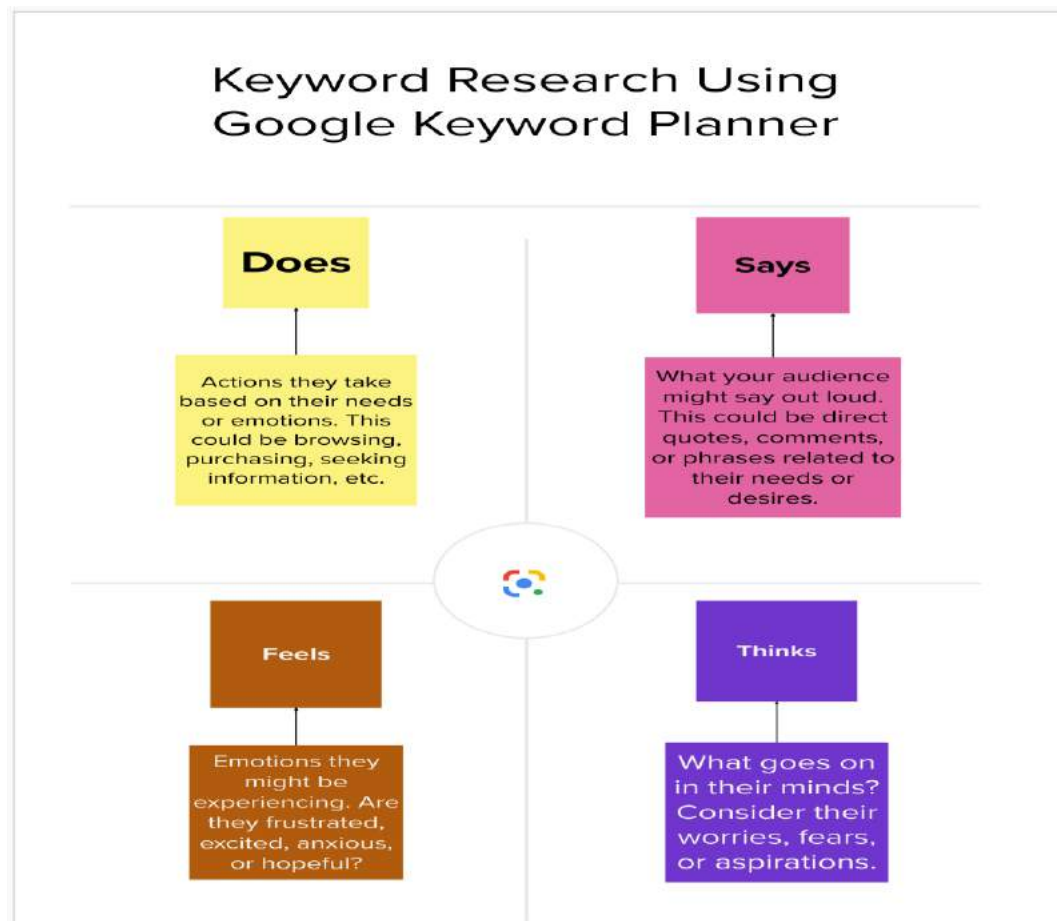 Keyword Research Using
Google Keyword Planner
Does
Actions they take
based on their needs
or emotions. This
could be browsing,
purchasing, seeking
information, etc.
Says
What your audience
might say out loud.
This could be direct
quotes, comments,
or phrases related to
their needs or
desires.
Feels
Emotions they
might be
experiencing. Are
they frustrated,
excited, anxious,
or hopeful?
Thinks
What goes on
in their minds?
Consider their
worries, fears,
or aspirations.